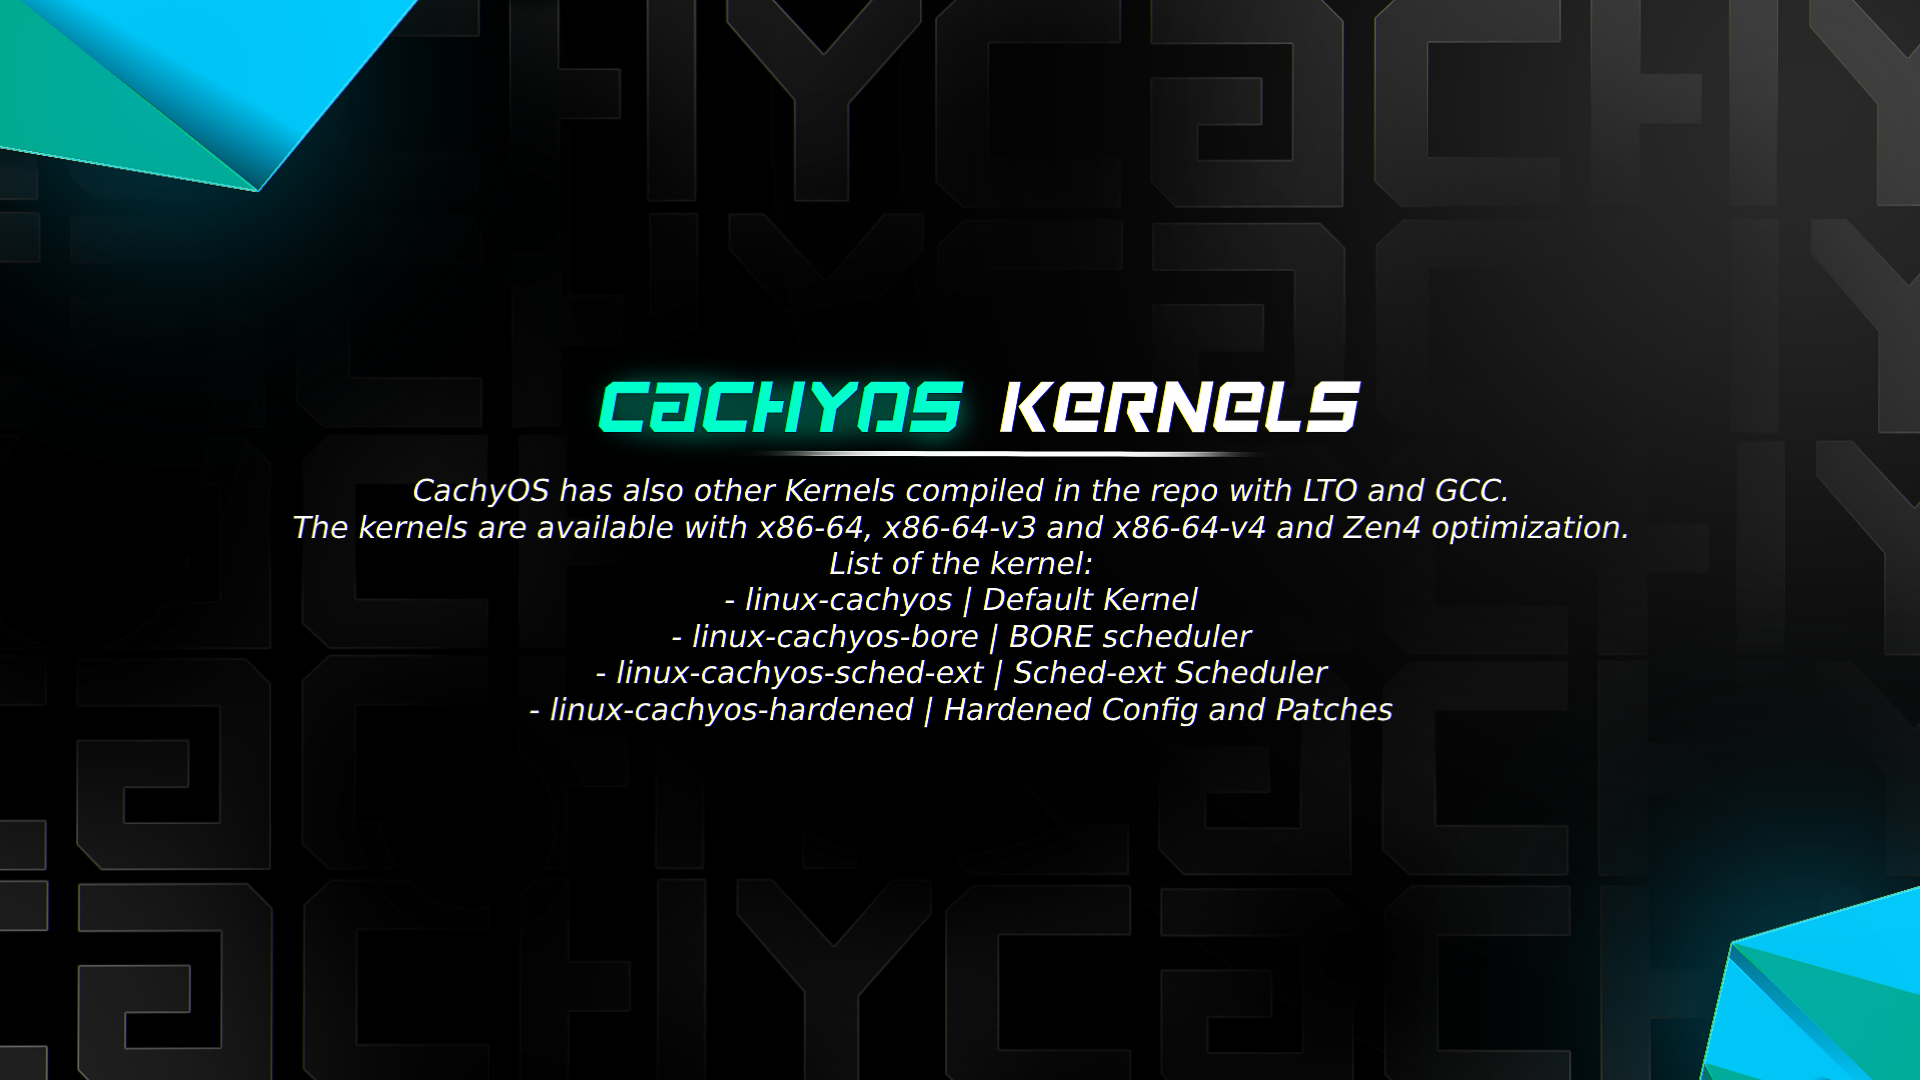 CaCHYOS KeRNeLS
CachyOS has also other Kernels compiled in the repo with LTO and GCC.
The kernels are available with x86-64, x86-64-v3 and x86-64-v4 and Zen4 optimization.
List of the kernel:
- linux-cachyos | Default Kernel
- linux-cachyos-bore | BORE scheduler
- linux-cachyos-sched-ext | Sched-ext Scheduler
- linux-cachyos-hardened | Hardened Config and Patches